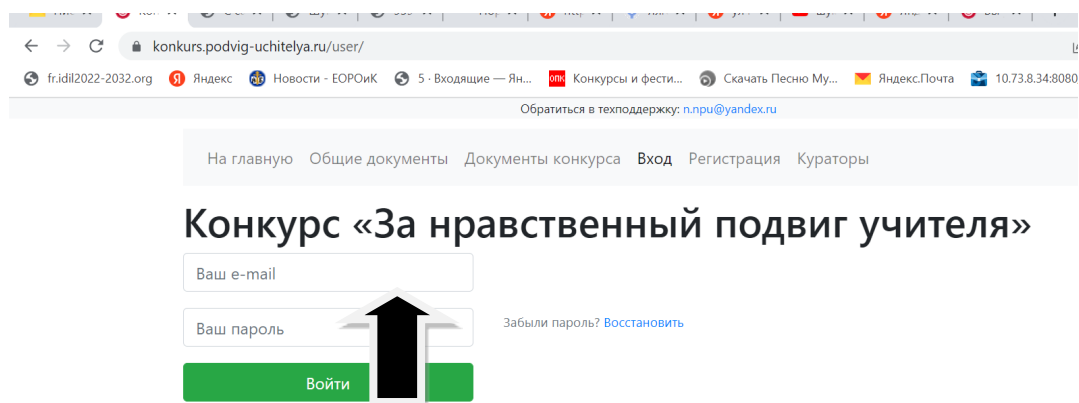 konkurs.podvig-uchitelya.ru/user/
fr.idil2022-2032.org Яндекс Новости - ЕОРОиК 5 · Входящие — Ян... опк Конкурсы и фести... Скачать Песню Му... Яндекс.Почта 10.73.8.34:8080
Обратиться в техподдержку: n.npu@yandex.ru
На главную Общие документы Документы конкурса Вход Регистрация Кураторы
Конкурс «За нравственный подвиг учителя»
Ваш e-mail
Ваш пароль Забыли пароль? Восстановить
Войти